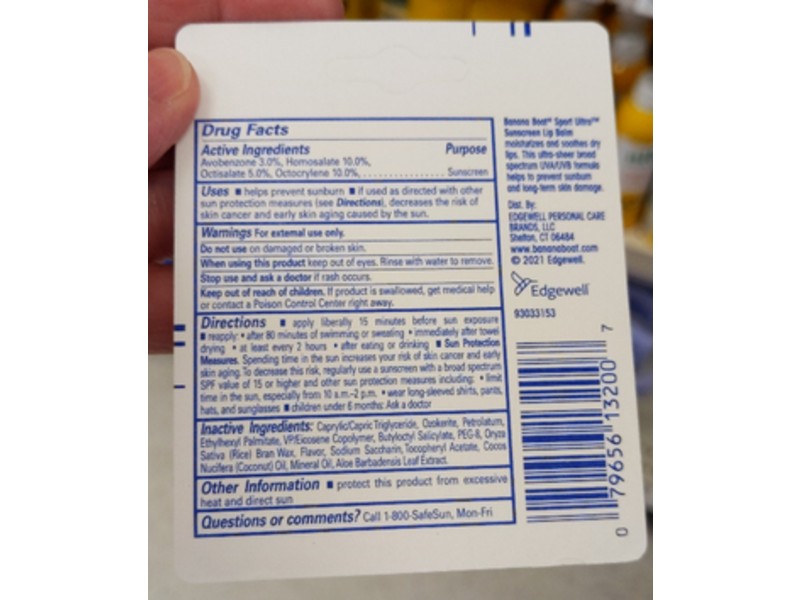 Drug Facts
Active Ingredients Purpose
Avobenzone 3.0%, Homosalate 10.0%,
Octisalate 5.0%, Octocrylene 10.0%, . . . . . . . . . . . . . . . . . Sunscreen
Uses ■ helps prevent sunburn ■ if used as directed with other
sun protection measures (see Directions), decreases the risk of
skin cancer and early skin aging caused by the sun.
Warnings For external use only.
Do not use on damaged or broken skin.
When using this product keep out of eyes. Rinse with water to remove.
Stop use and ask a doctor if rash occurs.
Keep out of reach of children. If product is swallowed, get medical help
or contact a Poison Control Center right away.
Directions ■ apply liberally 15 minutes before sun exposure
■ reapply: • after 80 minutes of swimming or sweating • immediately after towel
drying • at least every 2 hours • after eating or drinking ■ Sun Protection
Measures. Spending time in the sun increases your risk of skin cancer and early
skin aging. To decrease this risk, regularly use a sunscreen with a broad spectrum
SPF value of 15 or higher and other sun protection measures including: • limit
time in the sun, especially from 10 a.m.–2 p.m. • wear long-sleeved shirts, pants,
hats, and sunglasses ■ children under 6 months: Ask a doctor
Inactive Ingredients: Caprylic/Capric Triglyceride, Ozokerite, Petrolatum,
Ethylhexyl Palmitate, VP/Eicosene Copolymer, Butyloctyl Salicylate, PEG-8, Oryza
Sativa (Rice) Bran Wax, Flavor, Sodium Saccharin, Tocopheryl Acetate, Cocos
Nucifera (Coconut) Oil, Mineral Oil, Aloe Barbadensis Leaf Extract.
Other Information ■ protect this product from excessive
heat and direct sun
Questions or comments? Call 1-800-SafeSun, Mon-Fri
Banana Boat® Sport Ultra™
Sunscreen Lip Balm
moisturizes and soothes dry
lips. This ultra-sheer broad
spectrum UVA/UVB formula
helps to prevent sunburn
and long-term skin damage.
Dist. By:
EDGEWELL PERSONAL CARE
BRANDS, LLC
Shelton, CT 06484
www.bananaboat.com
© 2021 Edgewell.
Edgewell
93033153
0 79656 13200 7